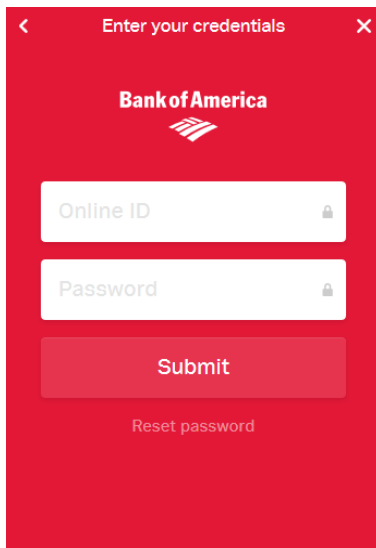 Enter your credentials
Bank of America
Online ID
Password
Submit
Reset password